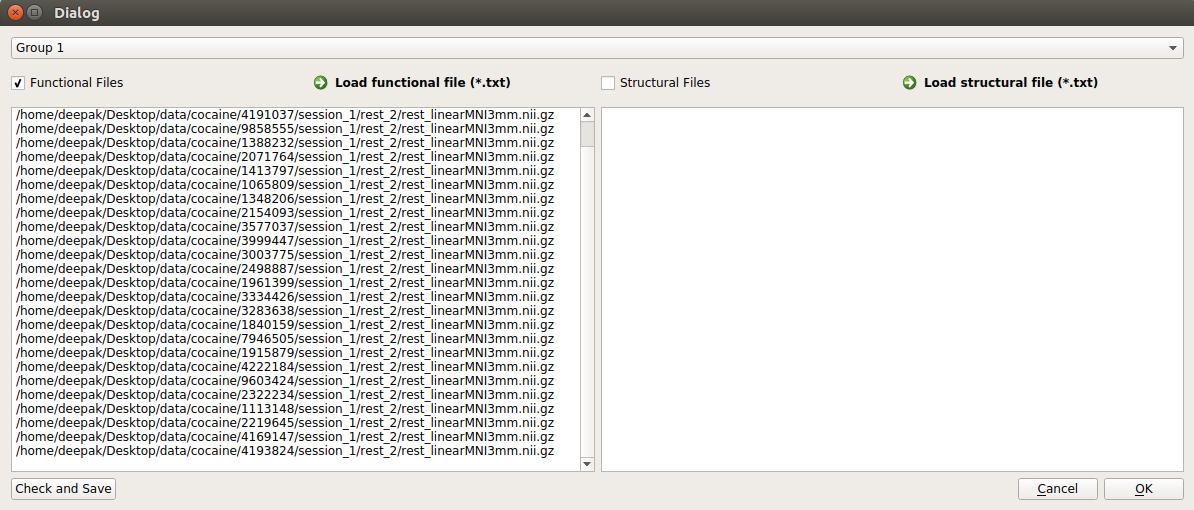 Dialog
Group 1
Functional Files
Load functional file (*.txt)
Structural Files
Load structural file (*.txt)
/home/deepak/Desktop/data/cocaine/4191037/session_1/rest_2/rest_linearMNI3mm.nii.gz
/home/deepak/Desktop/data/cocaine/9858555/session_1/rest_2/rest_linearMNI3mm.nii.gz
/home/deepak/Desktop/data/cocaine/1388232/session_1/rest_2/rest_linearMNI3mm.nii.gz
/home/deepak/Desktop/data/cocaine/2071764/session_1/rest_2/rest_linearMNI3mm.nii.gz
/home/deepak/Desktop/data/cocaine/1413797/session_1/rest_2/rest_linearMNI3mm.nii.gz
/home/deepak/Desktop/data/cocaine/1065809/session_1/rest_2/rest_linearMNI3mm.nii.gz
/home/deepak/Desktop/data/cocaine/1348206/session_1/rest_2/rest_linearMNI3mm.nii.gz
/home/deepak/Desktop/data/cocaine/2154093/session_1/rest_2/rest_linearMNI3mm.nii.gz
/home/deepak/Desktop/data/cocaine/3577037/session_1/rest_2/rest_linearMNI3mm.nii.gz
/home/deepak/Desktop/data/cocaine/3999447/session_1/rest_2/rest_linearMNI3mm.nii.gz
/home/deepak/Desktop/data/cocaine/3003775/session_1/rest_2/rest_linearMNI3mm.nii.gz
/home/deepak/Desktop/data/cocaine/2498887/session_1/rest_2/rest_linearMNI3mm.nii.gz
/home/deepak/Desktop/data/cocaine/1961399/session_1/rest_2/rest_linearMNI3mm.nii.gz
/home/deepak/Desktop/data/cocaine/3334426/session_1/rest_2/rest_linearMNI3mm.nii.gz
/home/deepak/Desktop/data/cocaine/3283638/session_1/rest_2/rest_linearMNI3mm.nii.gz
/home/deepak/Desktop/data/cocaine/1840159/session_1/rest_2/rest_linearMNI3mm.nii.gz
/home/deepak/Desktop/data/cocaine/7946505/session_1/rest_2/rest_linearMNI3mm.nii.gz
/home/deepak/Desktop/data/cocaine/1915879/session_1/rest_2/rest_linearMNI3mm.nii.gz
/home/deepak/Desktop/data/cocaine/4222184/session_1/rest_2/rest_linearMNI3mm.nii.gz
/home/deepak/Desktop/data/cocaine/9603424/session_1/rest_2/rest_linearMNI3mm.nii.gz
/home/deepak/Desktop/data/cocaine/2322234/session_1/rest_2/rest_linearMNI3mm.nii.gz
/home/deepak/Desktop/data/cocaine/1113148/session_1/rest_2/rest_linearMNI3mm.nii.gz
/home/deepak/Desktop/data/cocaine/2219645/session_1/rest_2/rest_linearMNI3mm.nii.gz
/home/deepak/Desktop/data/cocaine/4169147/session_1/rest_2/rest_linearMNI3mm.nii.gz
/home/deepak/Desktop/data/cocaine/4193824/session_1/rest_2/rest_linearMNI3mm.nii.gz
Check and Save
Cancel
OK